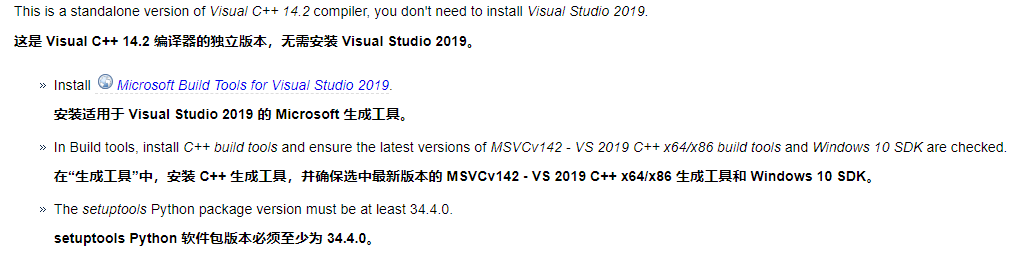 This is a standalone version of Visual C++ 14.2 compiler, you don't need to install Visual Studio 2019.
这是 Visual C++ 14.2 编译器的独立版本，无需安装 Visual Studio 2019。
» Install Microsoft Build Tools for Visual Studio 2019.
安装适用于 Visual Studio 2019 的 Microsoft 生成工具。
» In Build tools, install C++ build tools and ensure the latest versions of MSVCv142 - VS 2019 C++ x64/x86 build tools and Windows 10 SDK are checked.
在“生成工具”中，安装 C++ 生成工具，并确保选中最新版本的 MSVCv142 - VS 2019 C++ x64/x86 生成工具和 Windows 10 SDK。
» The setuptools Python package version must be at least 34.4.0.
setuptools Python 软件包版本必须至少为 34.4.0。